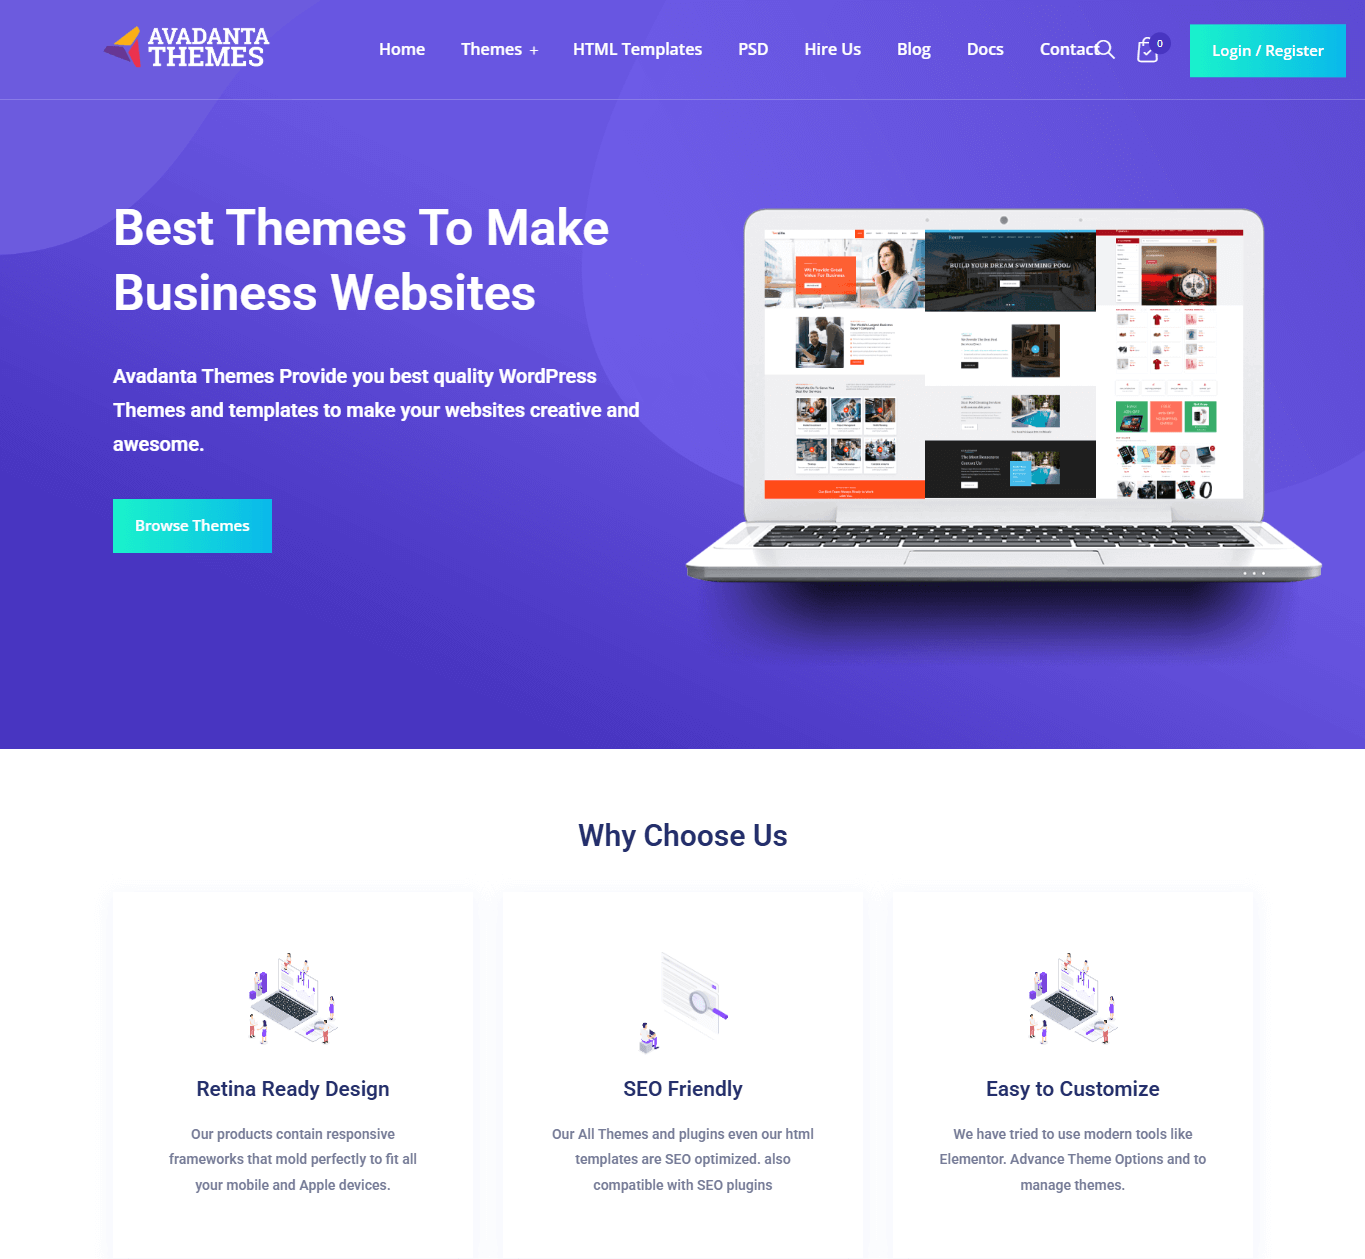 AVADANTA
THEMES
Home Themes + HTML Templates PSD Hire Us Blog Docs Contact 0 Login / Register
Best Themes To Make
Business Websites
Avadanta Themes Provide you best quality WordPress
Themes and templates to make your websites creative and
awesome.
Browse Themes
BUILD YOUR DREAM SWIMMING POOL
Why Choose Us
Retina Ready Design
Our products contain responsive
frameworks that mold perfectly to fit all
your mobile and Apple devices.
SEO Friendly
Our All Themes and plugins even our html
templates are SEO optimized. also
compatible with SEO plugins
Easy to Customize
We have tried to use modern tools like
Elementor. Advance Theme Options and to
manage themes.